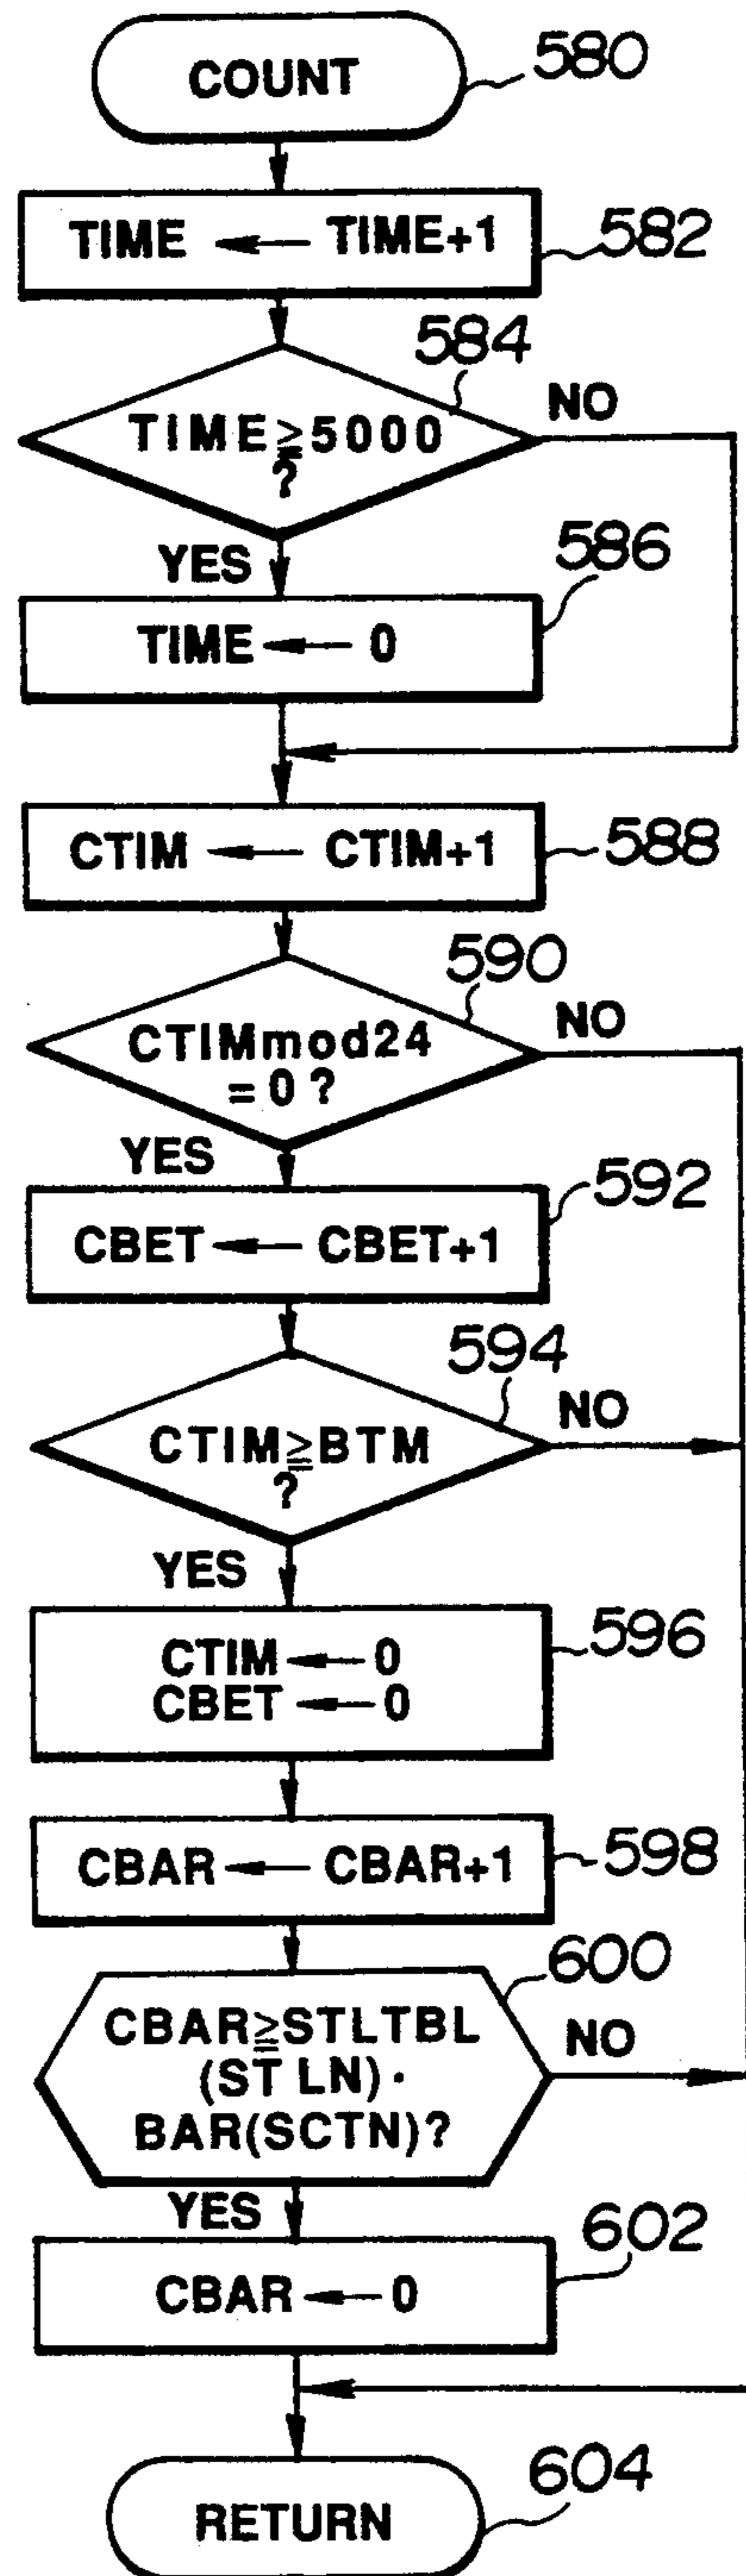 COUNT
580
TIME ← TIME+1
582
584
TIME≧5000
?
NO
YES
586
TIME ← 0
CTIM ← CTIM+1
588
590
CTIMmod24
=0?
NO
YES
592
CBET ← CBET+1
594
CTIM≧BTM
?
NO
YES
CTIM ← 0
CBET ← 0
596
CBAR ← CBAR+1
598
600
CBAR≧STLTBL
(STLN)·
BAR(SCTN)?
NO
YES
602
CBAR ← 0
RETURN
604